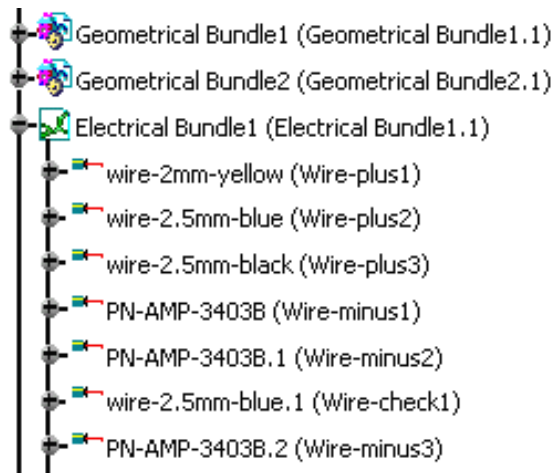 Geometrical Bundle1 (Geometrical Bundle1.1)
Geometrical Bundle2 (Geometrical Bundle2.1)
Electrical Bundle1 (Electrical Bundle1.1)
wire-2mm-yellow (Wire-plus1)
wire-2.5mm-blue (Wire-plus2)
wire-2.5mm-black (Wire-plus3)
PN-AMP-3403B (Wire-minus1)
PN-AMP-3403B.1 (Wire-minus2)
wire-2.5mm-blue.1 (Wire-check1)
PN-AMP-3403B.2 (Wire-minus3)